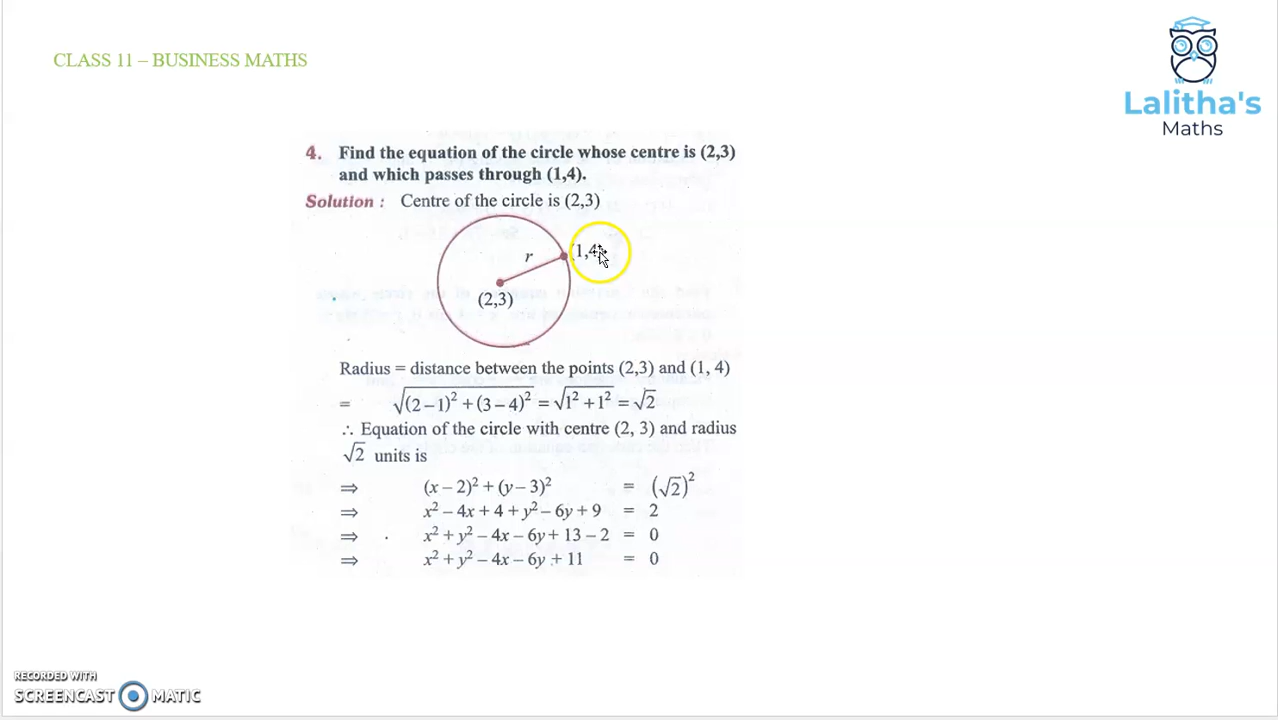 CLASS 11 – BUSINESS MATHS
Lalitha's
Maths
4. Find the equation of the circle whose centre is (2,3)
and which passes through (1,4).
Solution : Centre of the circle is (2,3)
r
(1,4)
(2,3)
Radius = distance between the points (2,3) and (1, 4)
= √(2 – 1)² + (3 – 4)² = √1² + 1² = √2
∴ Equation of the circle with centre (2, 3) and radius
√2 units is
⇒ (x – 2)² + (y – 3)² = (√2)²
⇒ x² – 4x + 4 + y² – 6y + 9 = 2
⇒ x² + y² – 4x – 6y + 13 – 2 = 0
⇒ x² + y² – 4x – 6y + 11 = 0
RECORDED WITH
SCREENCAST MATIC